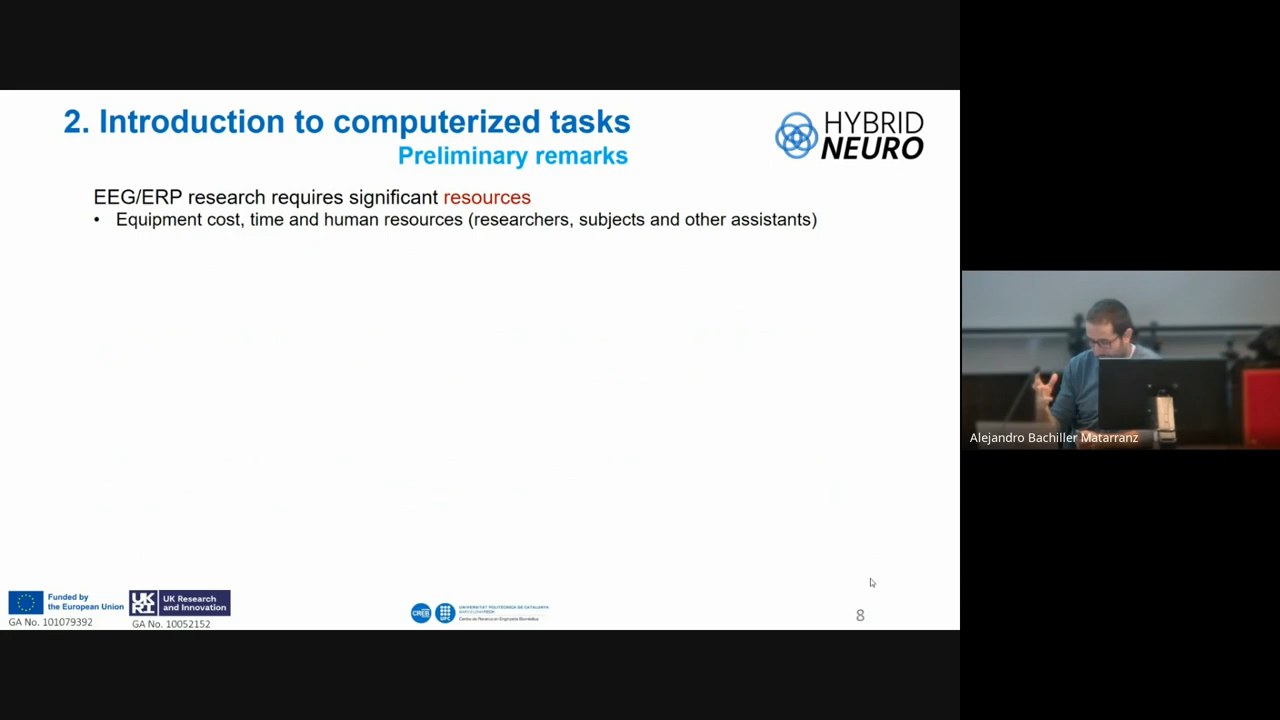 2. Introduction to computerized tasks
Preliminary remarks
HYBRID
NEURO
EEG/ERP research requires significant resources
• Equipment cost, time and human resources (researchers, subjects and other assistants)
Alejandro Bachiller Matarranz
Funded by
the European Union
GA No. 101079392
UK
RI
UK Research
and Innovation
GA No. 10052152
CREB
UPC
UNIVERSITAT POLITÈCNICA DE CATALUNYA
BARCELONATECH
Centre de Recerca en Enginyeria Biomèdica
8